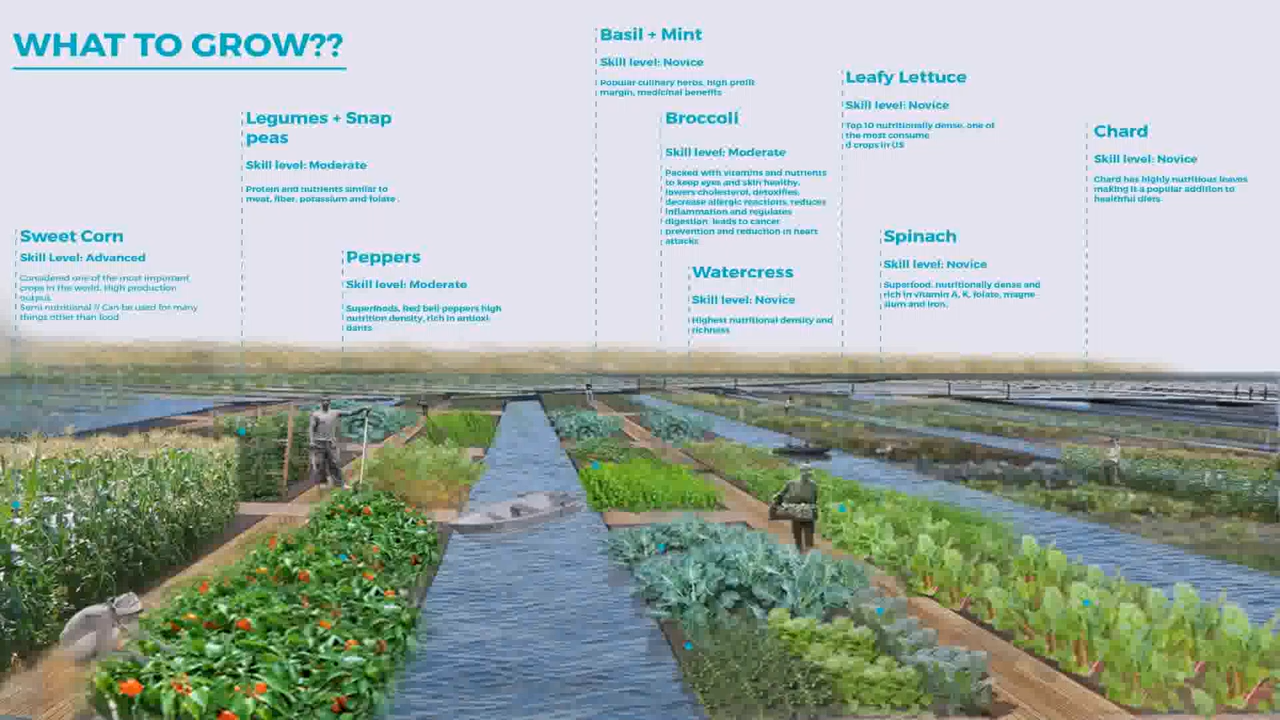 WHAT TO GROW??
Basil + Mint
Skill level: Novice
Popular culinary herbs, high profit
margin, medicinal benefits
Leafy Lettuce
Skill level: Novice
Top 10 nutritionally dense, one of
the most consume
d crops in US
Legumes + Snap
peas
Skill level: Moderate
Protein and nutrients similar to
meat, fiber, potassium and folate .
Broccoli
Skill level: Moderate
Packed with vitamins and nutrients
to keep eyes and skin healthy,
lowers cholesterol, detoxifies,
decrease allergic reactions, reduces
inflammation and regulates
digestion, leads to cancer
prevention and reduction in heart
attacks
Chard
Skill level: Novice
Chard has highly nutritious leaves
making it a popular addition to
healthful diets.
Sweet Corn
Skill Level: Advanced
Considered one of the most important
crops in the world. High production
output.
Semi nutritional // Can be used for many
things other than food
Peppers
Skill level: Moderate
Superfoods, Red bell peppers high
nutrition density, rich in antioxi-
dants
Watercress
Skill level: Novice
Highest nutritional density and
richness
Spinach
Skill level: Novice
Superfood, nutritionally dense and
rich in vitamin A, K, folate, magne
sium and iron.